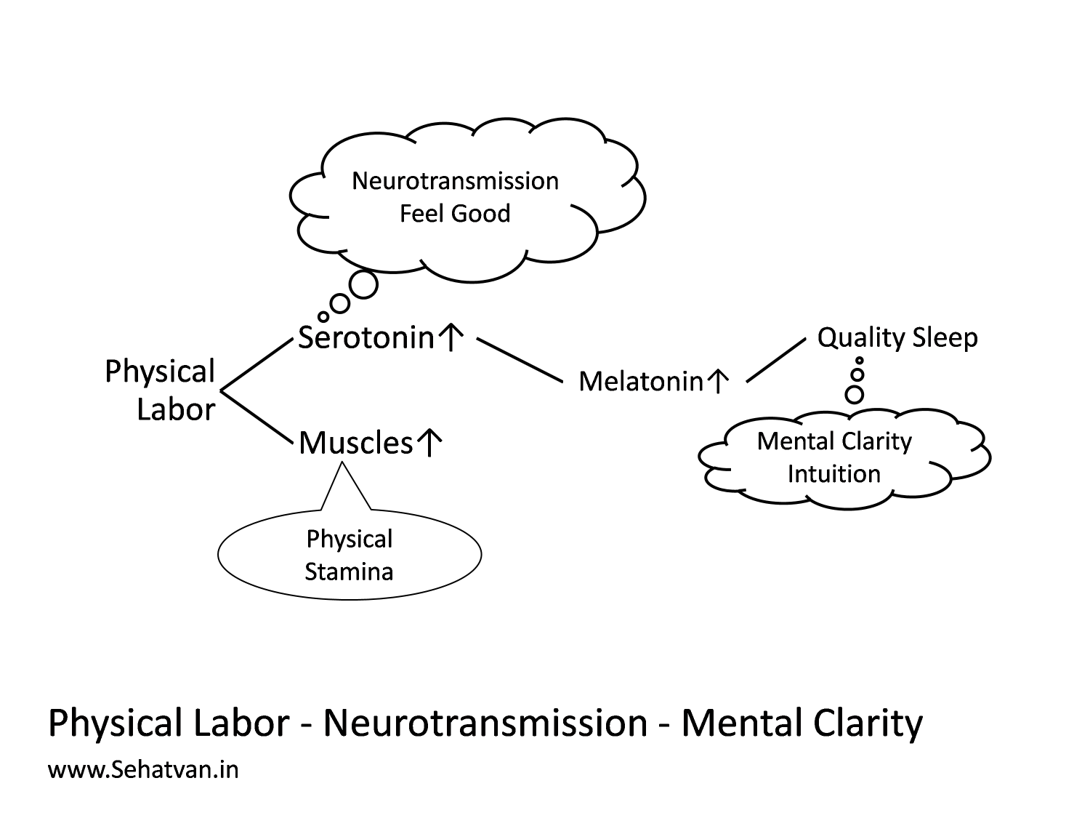 Neurotransmission
Feel Good
Serotonin↑
Quality Sleep
Physical
Labor
Melatonin↑
Muscles↑
Mental Clarity
Intuition
Physical
Stamina
Physical Labor - Neurotransmission - Mental Clarity
www.Sehatvan.in